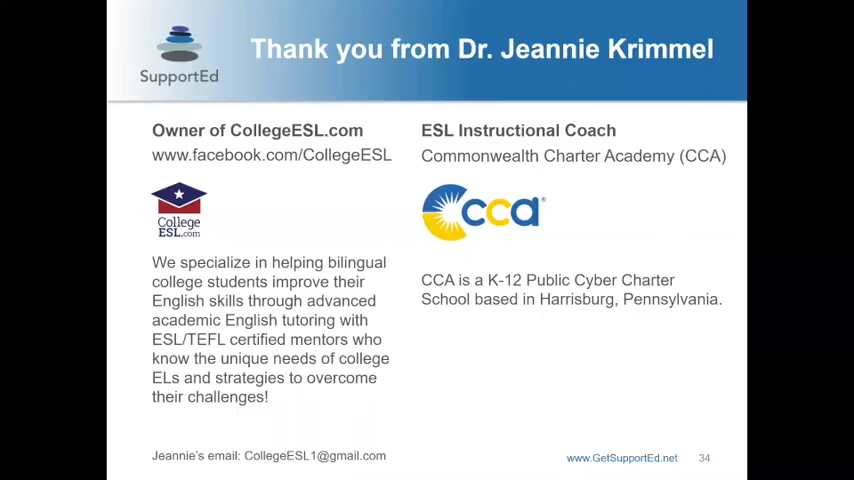 SupportEd
Thank you from Dr. Jeannie Krimmel
Owner of CollegeESL.com
www.facebook.com/CollegeESL
College
ESL.com
We specialize in helping bilingual
college students improve their
English skills through advanced
academic English tutoring with
ESL/TEFL certified mentors who
know the unique needs of college
ELs and strategies to overcome
their challenges!
ESL Instructional Coach
Commonwealth Charter Academy (CCA)
cca®
CCA is a K-12 Public Cyber Charter
School based in Harrisburg, Pennsylvania.
Jeannie's email: CollegeESL1@gmail.com
www.GetSupportEd.net
34